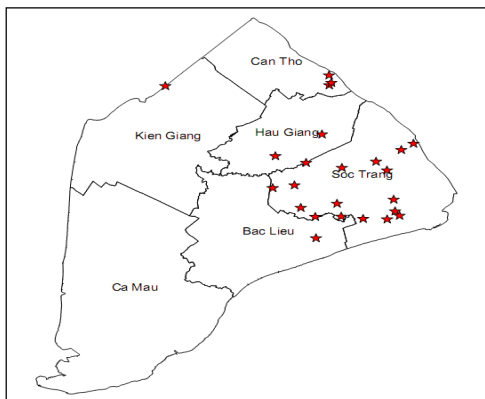 Can Tho
Kien Giang
Hau Giang
Soc Trang
Bac Lieu
Ca Mau